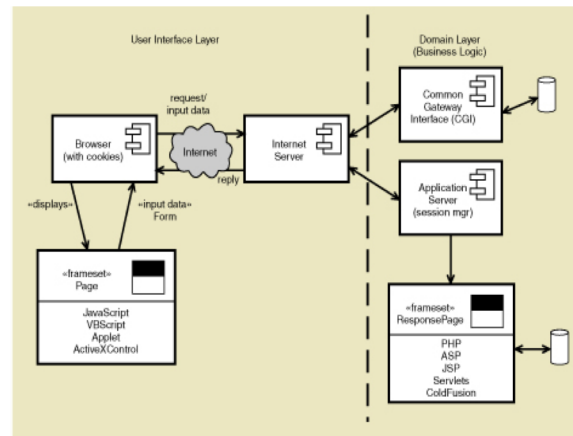 User Interface Layer
Domain Layer
(Business Logic)
request/
input data
Browser
(with cookies)
Internet
reply
Internet
Server
Common
Gateway
Interface (CGI)
Application
Server
(session mgr)
«displays»
«input data»
Form
«frameset»
Page
JavaScript
VBScript
Applet
ActiveXControl
«frameset»
ResponsePage
PHP
ASP
JSP
Servlets
ColdFusion